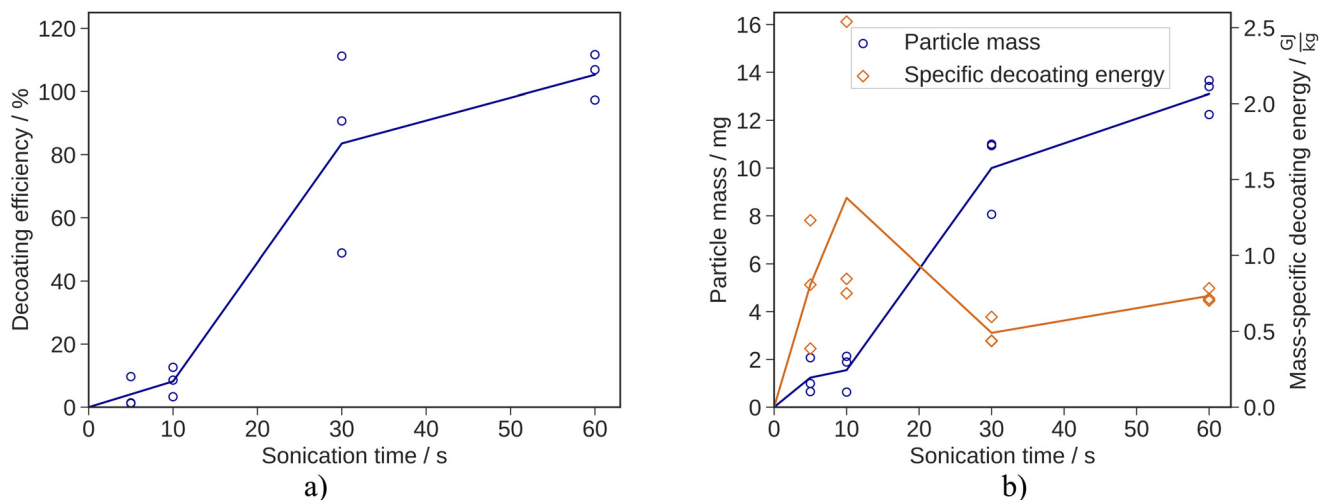 120
100
80
60
40
20
0
Decoating efficiency / %
0 10 20 30 40 50 60
Sonication time / s
a)
16
14
12
10
8
6
4
2
0
Particle mass / mg
Particle mass
Specific decoating energy
2.5
2.0
1.5
1.0
0.5
0.0
Mass-specific decoating energy / GJ/kg
0 10 20 30 40 50 60
Sonication time / s
b)